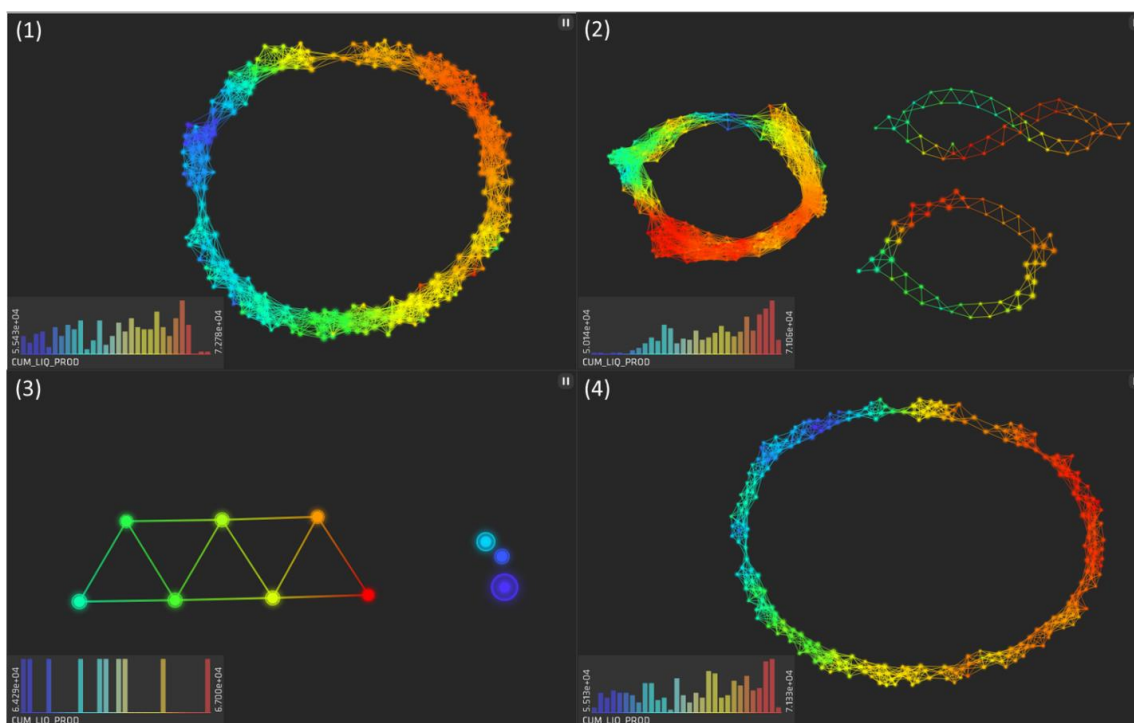 (1)
5.543e+04
7.278e+04
CUM_LIQ_PROD
(2)
5.014e+04
7.106e+04
CUM_LIQ_PROD
(3)
6.429e+04
6.700e+04
CUM_LIQ_PROD
(4)
5.513e+04
7.133e+04
CUM_LIQ_PROD